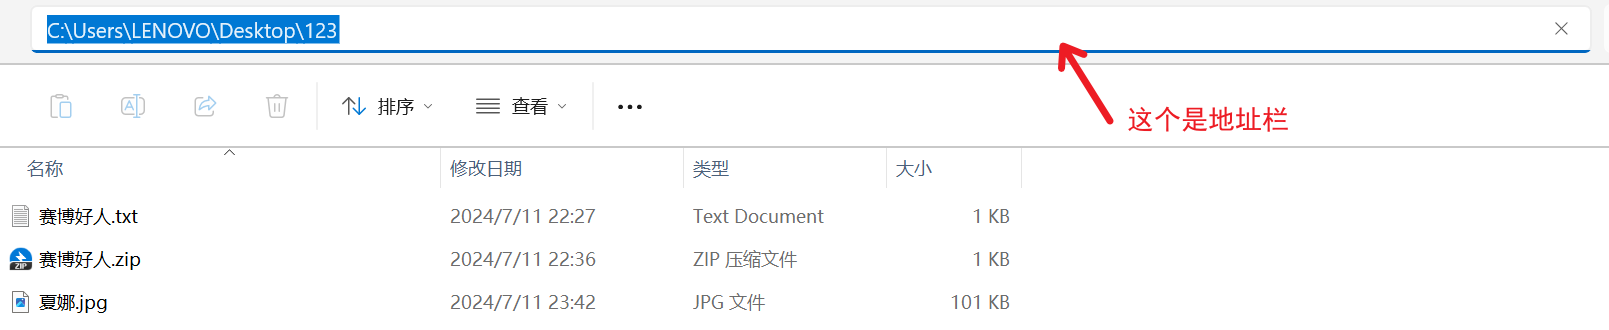 C:\Users\LENOVO\Desktop\123
排序 查看
这个是地址栏
名称 修改日期 类型 大小
赛博好人.txt 2024/7/11 22:27 Text Document 1 KB
ZIP 赛博好人.zip 2024/7/11 22:36 ZIP 压缩文件 1 KB
夏娜.jpg 2024/7/11 23:42 JPG 文件 101 KB